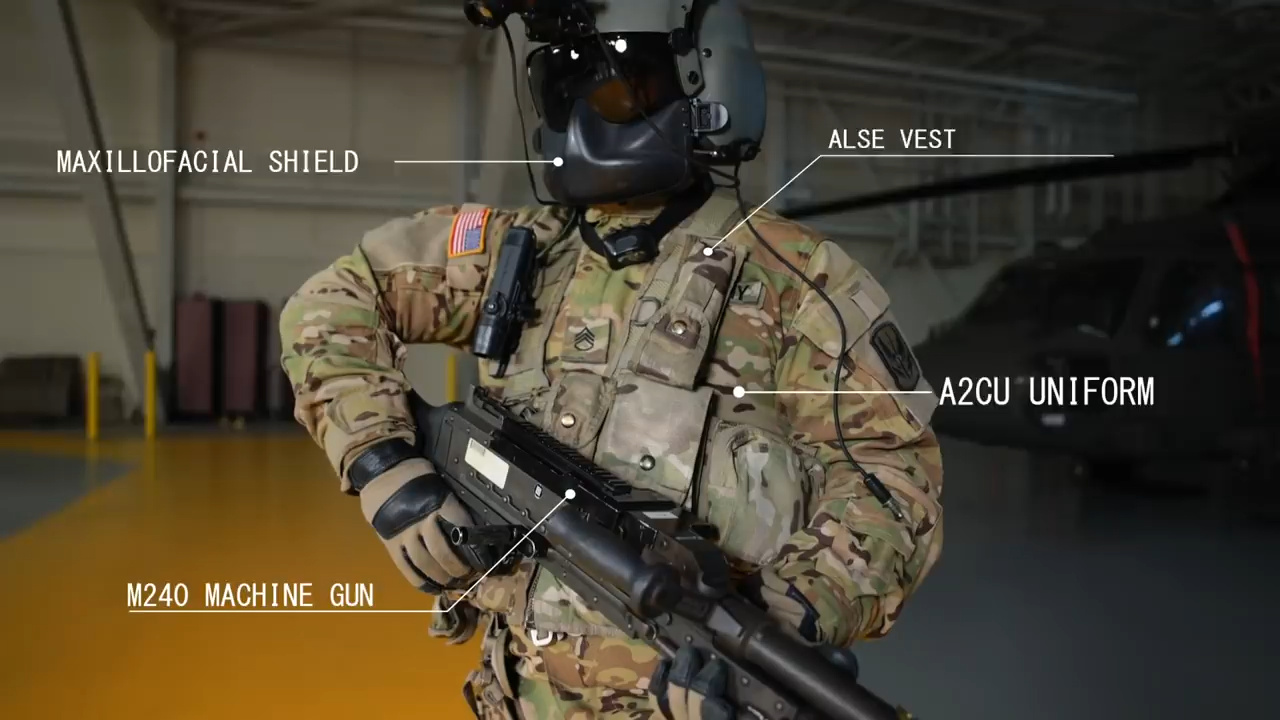 ALSE VEST
MAXILLOFACIAL SHIELD
Y
A2CU UNIFORM
M240 MACHINE GUN